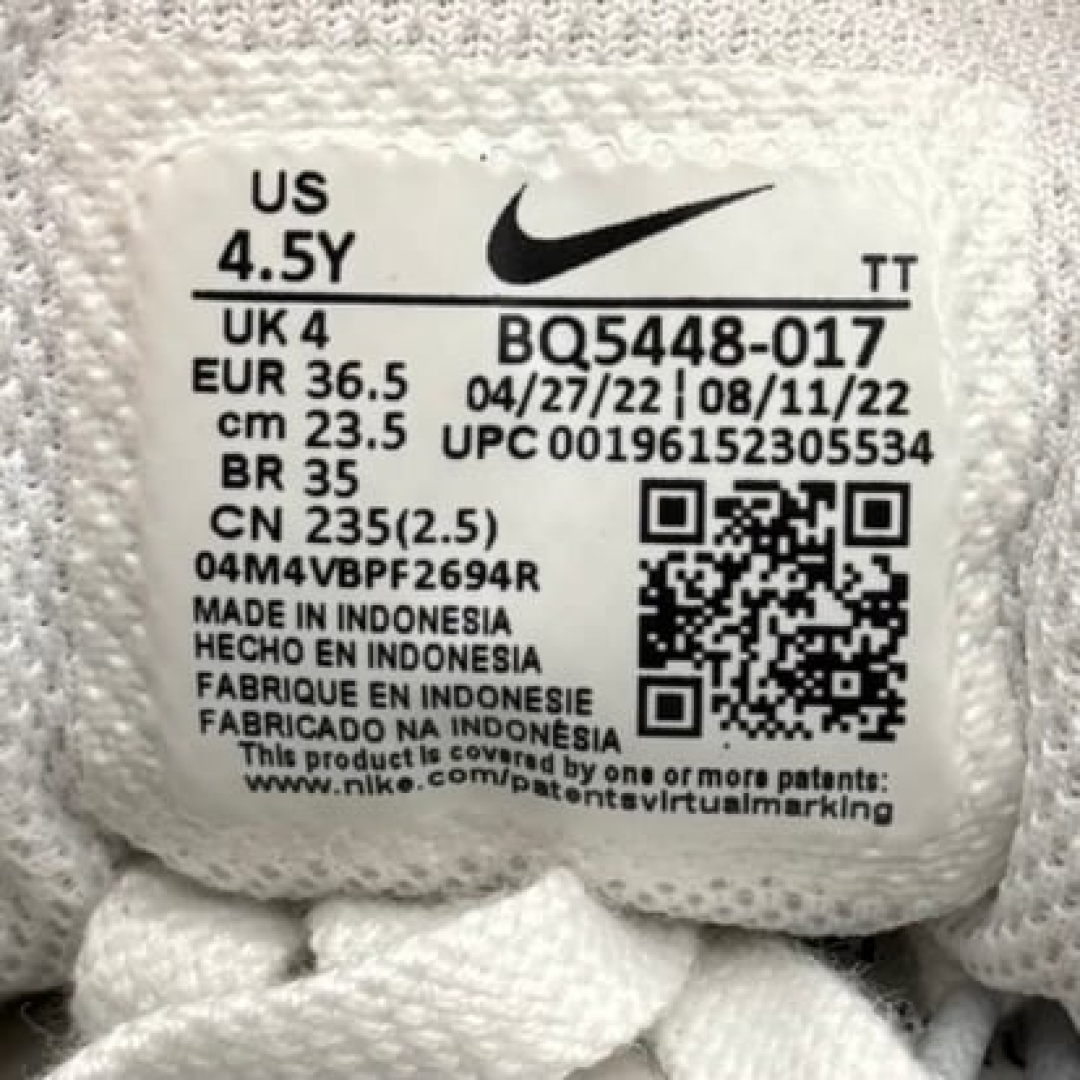 US
4.5Y
TT
UK 4
EUR 36.5
cm 23.5
BR 35
CN 235(2.5)
BQ5448-017
04/27/22 | 08/11/22
UPC 00196152305534
04M4VBPF2694R
MADE IN INDONESIA
HECHO EN INDONESIA
FABRIQUE EN INDONESIE
FABRICADO NA INDONÉSIA
This product is covered by one or more patents:
www.nike.com/patentsvirtualmarking